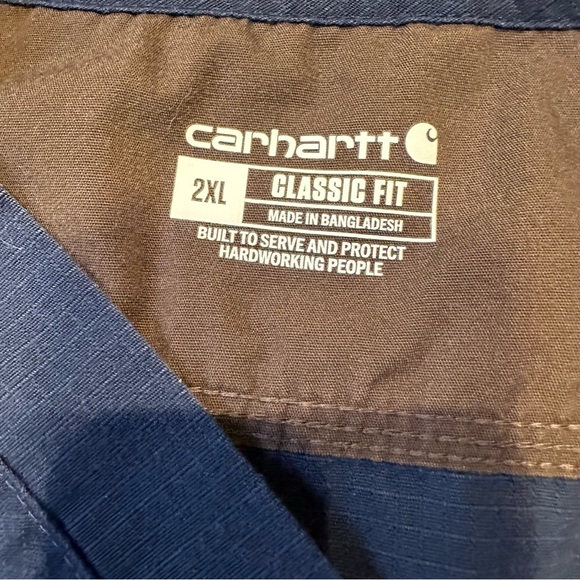 carhartt
2XL CLASSIC FIT
MADE IN BANGLADESH
BUILT TO SERVE AND PROTECT
HARDWORKING PEOPLE